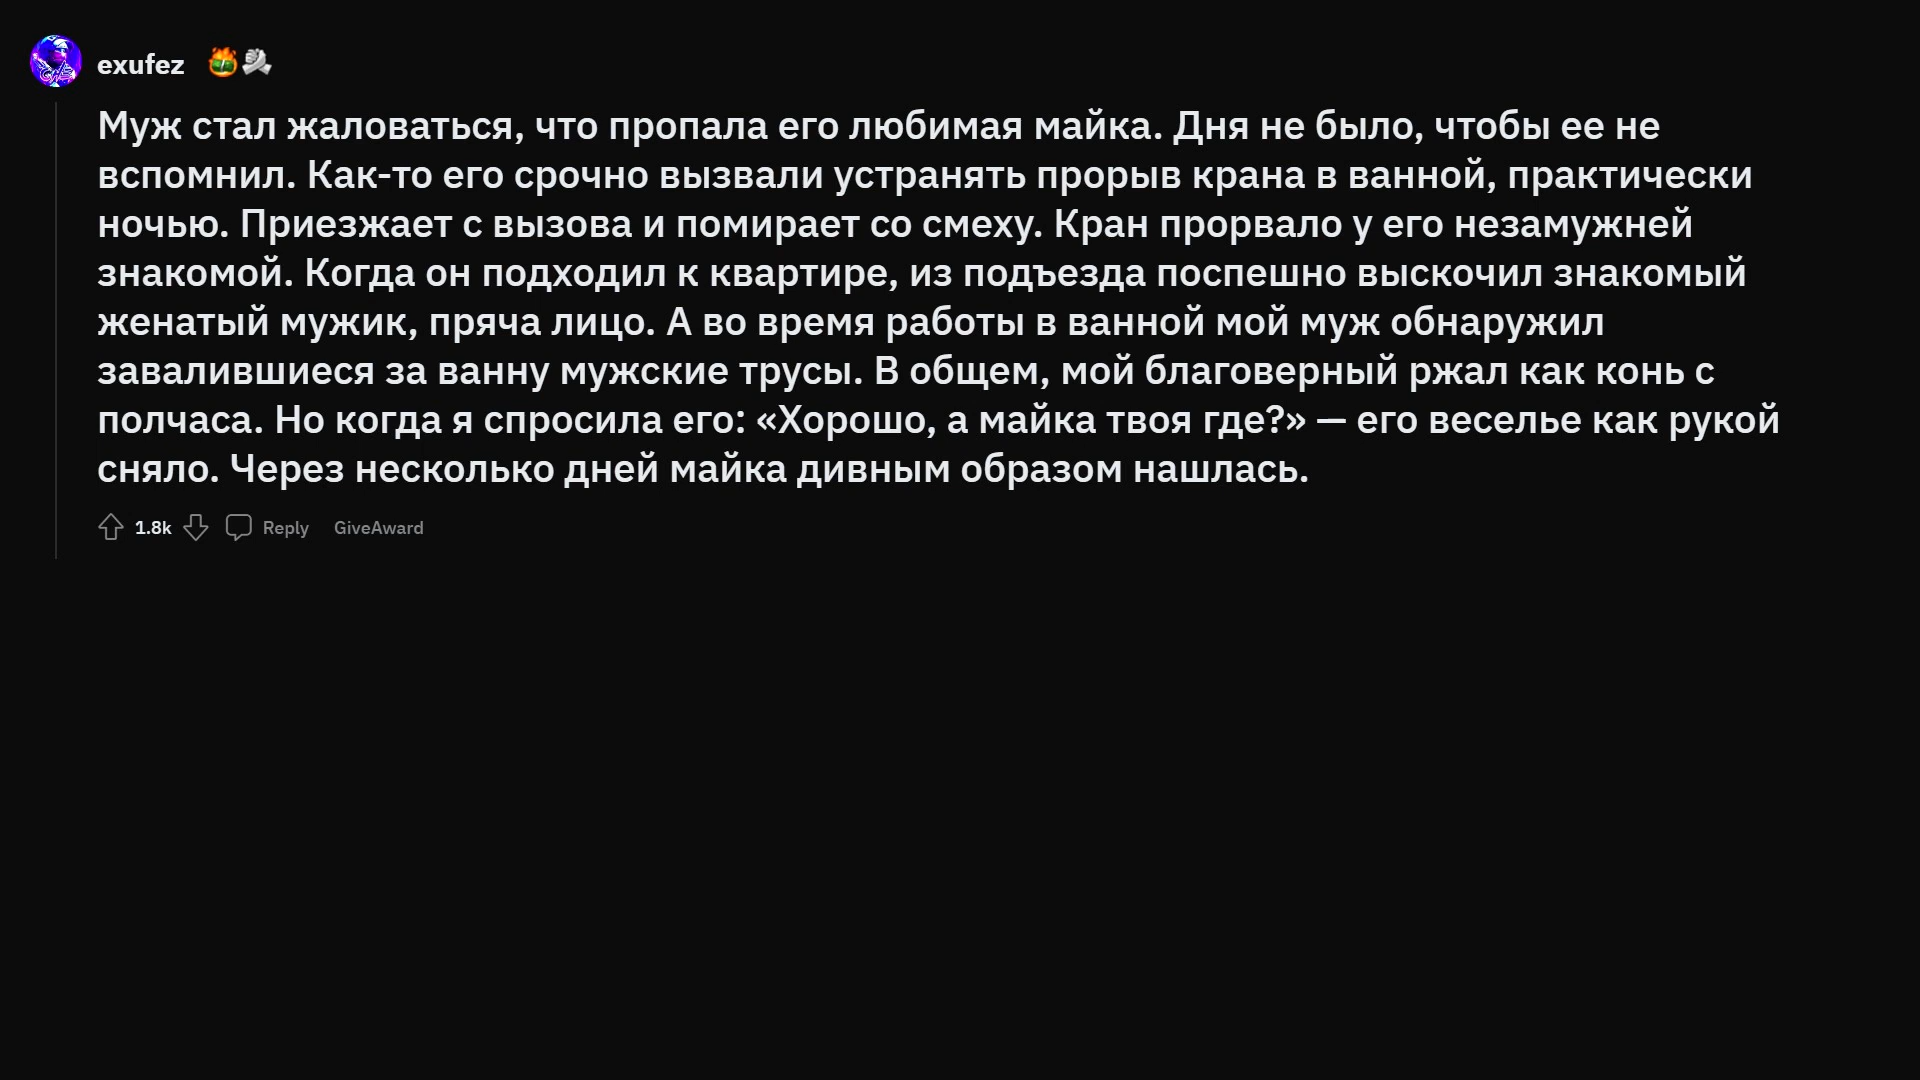 exufez
Муж стал жаловаться, что пропала его любимая майка. Дня не было, чтобы ее не
вспомнил. Как-то его срочно вызвали устранять прорыв крана в ванной, практически
ночью. Приезжает с вызова и помирает со смеху. Кран прорвало у его незамужней
знакомой. Когда он подходил к квартире, из подъезда поспешно выскочил знакомый
женатый мужик, пряча лицо. А во время работы в ванной мой муж обнаружил
завалившиеся за ванну мужские трусы. В общем, мой благоверный ржал как конь с
полчаса. Но когда я спросила его: «Хорошо, а майка твоя где?» — его веселье как рукой
сняло. Через несколько дней майка дивным образом нашлась.
1.8k Reply GiveAward